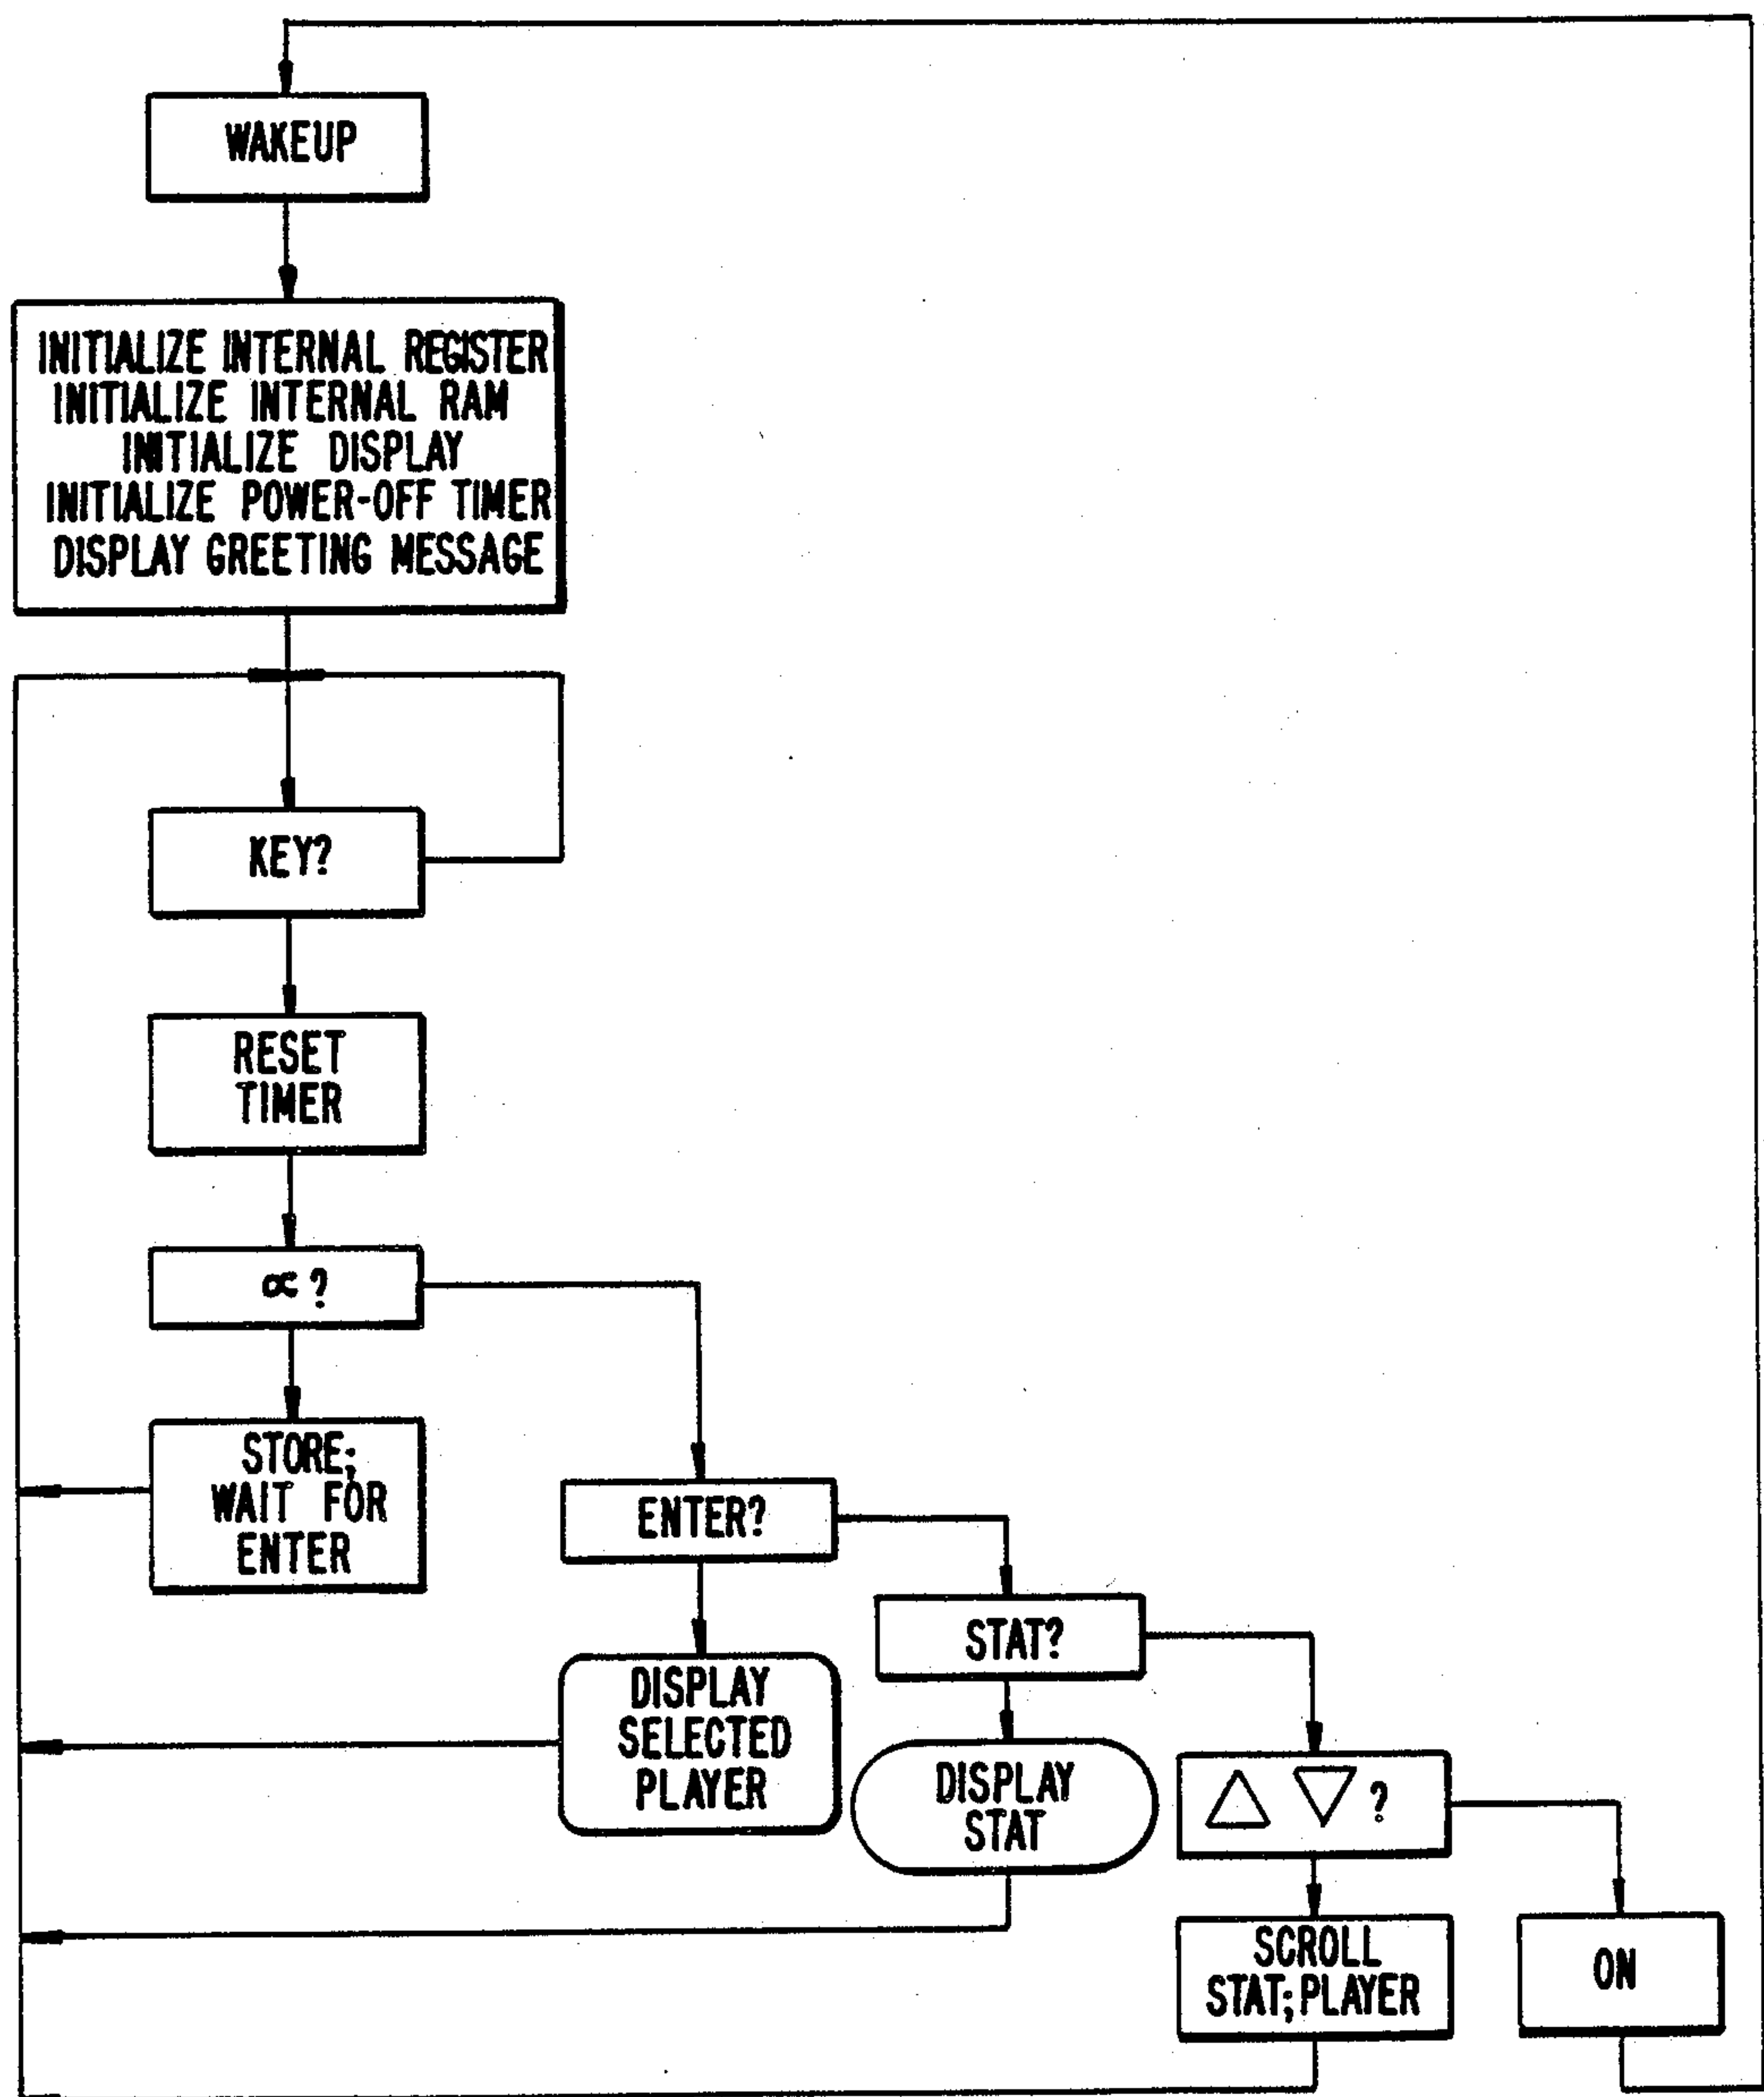 WAKEUP
INITIALIZE INTERNAL REGISTER
INITIALIZE INTERNAL RAM
INITIALIZE DISPLAY
INITIALIZE POWER-OFF TIMER
DISPLAY GREETING MESSAGE
KEY?
RESET
TIMER
∝ ?
STORE;
WAIT FOR
ENTER
ENTER?
DISPLAY
SELECTED
PLAYER
STAT?
DISPLAY
STAT
△ ▽ ?
SCROLL
STAT; PLAYER
ON